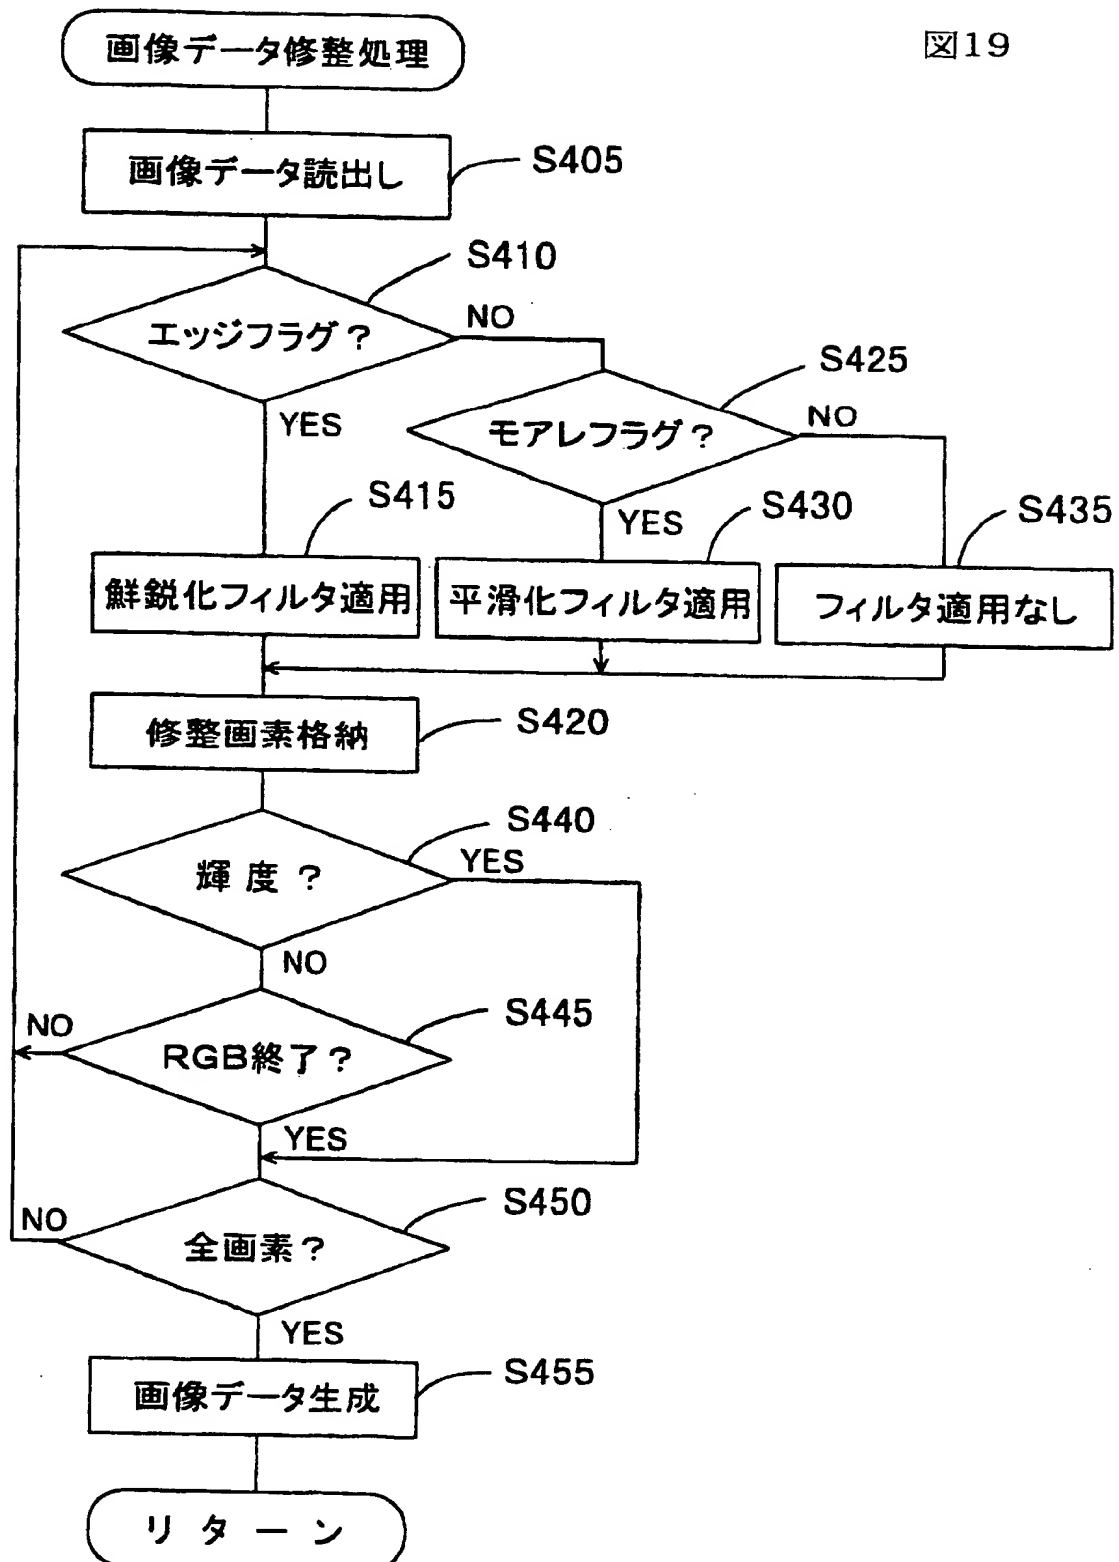 図19
画像データ修整処理
画像データ読出し
S405
S410
エッジフラグ?
NO
YES
S425
モアレフラグ?
NO
YES
S415
鮮鋭化フィルタ適用
S430
平滑化フィルタ適用
S435
フィルタ適用なし
修整画素格納
S420
S440
輝度?
YES
NO
S445
RGB終了?
NO
YES
S450
全画素?
NO
YES
画像データ生成
S455
リターン